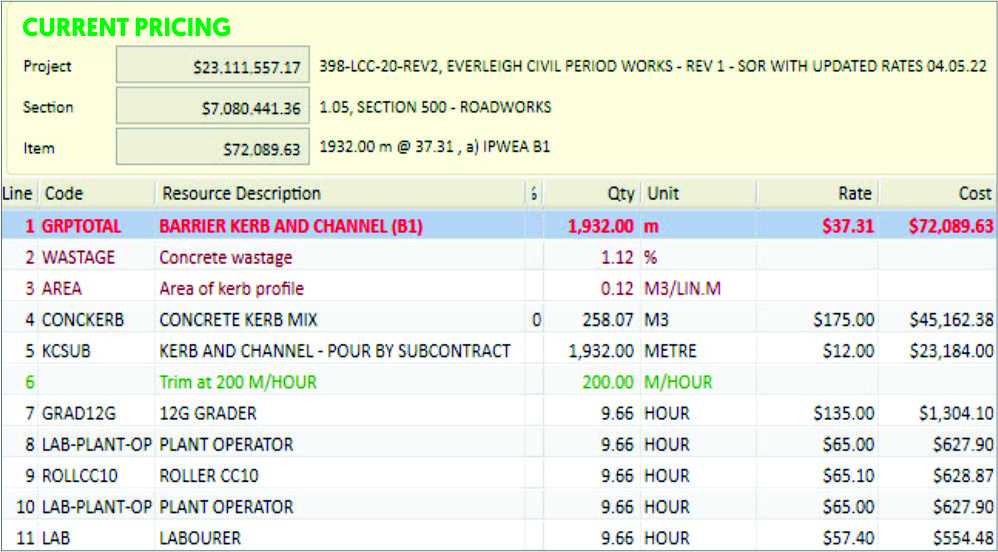 CURRENT PRICING
Project $23,111,557.17 398-LCC-20-REV2, EVERLEIGH CIVIL PERIOD WORKS - REV 1 - SOR WITH UPDATED RATES 04.05.22
Section $7,080,441.36 1.05, SECTION 500 - ROADWORKS
Item $72,089.63 1932.00 m @ 37.31 , a) IPWEA B1
Line Code Resource Description Qty Unit Rate Cost
1 GRPTOTAL BARRIER KERB AND CHANNEL (B1) 1,932.00 m $37.31 $72,089.63
2 WASTAGE Concrete wastage 1.12 %
3 AREA Area of kerb profile 0.12 M3/LIN.M
4 CONCKERB CONCRETE KERB MIX 0 258.07 M3 $175.00 $45,162.38
5 KCSUB KERB AND CHANNEL - POUR BY SUBCONTRACT 1,932.00 METRE $12.00 $23,184.00
6 Trim at 200 M/HOUR 200.00 M/HOUR
7 GRAD12G 12G GRADER 9.66 HOUR $135.00 $1,304.10
8 LAB-PLANT-OP PLANT OPERATOR 9.66 HOUR $65.00 $627.90
9 ROLLCC10 ROLLER CC10 9.66 HOUR $65.10 $628.87
10 LAB-PLANT-OP PLANT OPERATOR 9.66 HOUR $65.00 $627.90
11 LAB LABOURER 9.66 HOUR $57.40 $554.48